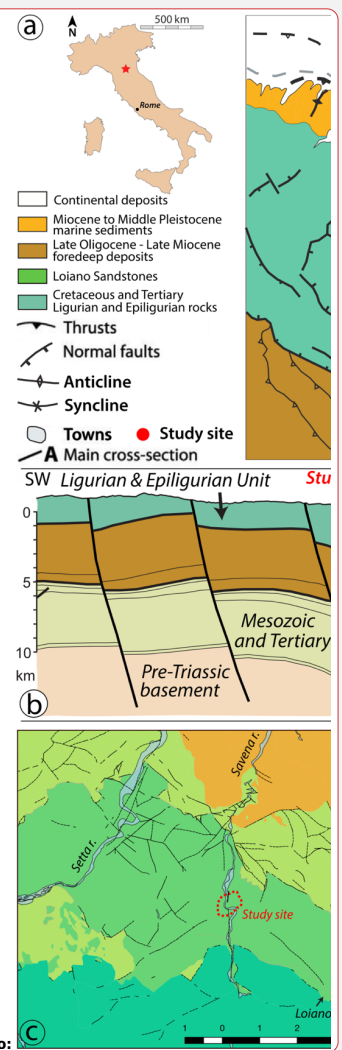 a
N
500 km
Rome
Continental deposits
Miocene to Middle Pleistocene
marine sediments
Late Oligocene - Late Miocene
foredeep deposits
Loiano Sandstones
Cretaceous and Tertiary
Ligurian and Epiligurian rocks
Thrusts
Normal faults
Anticline
Syncline
Towns
Study site
A Main cross-section
SW Ligurian & Epiligurian Unit Stu
0
5
10
km
Mesozoic
and Tertiary
Pre-Triassic
basement
b
Savena r.
Setta r.
Study site
Loiano
1 0 1 2
c
o: